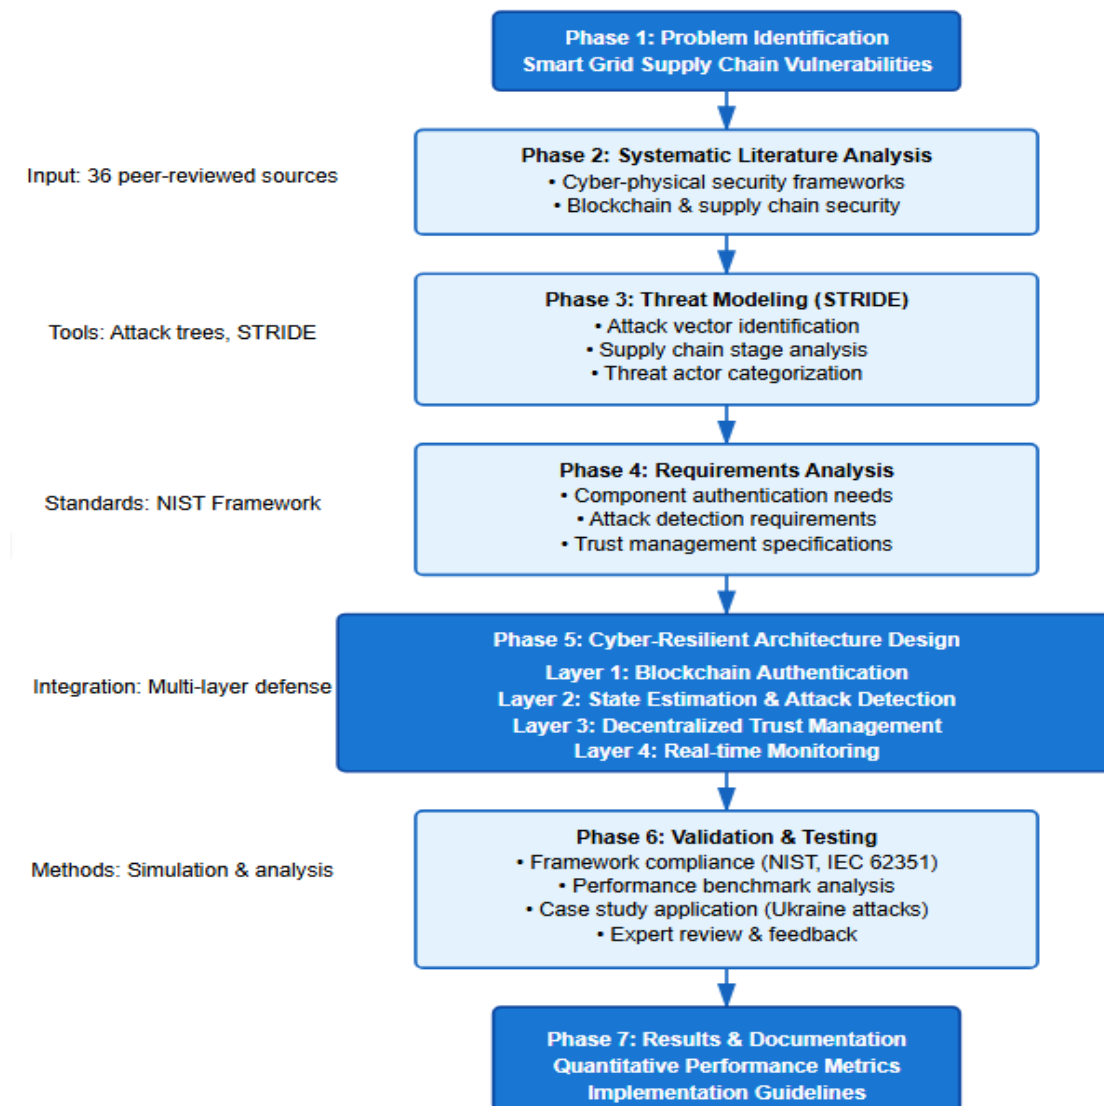 Phase 1: Problem Identification
Smart Grid Supply Chain Vulnerabilities
Input: 36 peer-reviewed sources
Phase 2: Systematic Literature Analysis
• Cyber-physical security frameworks
• Blockchain & supply chain security
Tools: Attack trees, STRIDE
Phase 3: Threat Modeling (STRIDE)
• Attack vector identification
• Supply chain stage analysis
• Threat actor categorization
Standards: NIST Framework
Phase 4: Requirements Analysis
• Component authentication needs
• Attack detection requirements
• Trust management specifications
Integration: Multi-layer defense
Phase 5: Cyber-Resilient Architecture Design
Layer 1: Blockchain Authentication
Layer 2: State Estimation & Attack Detection
Layer 3: Decentralized Trust Management
Layer 4: Real-time Monitoring
Methods: Simulation & analysis
Phase 6: Validation & Testing
• Framework compliance (NIST, IEC 62351)
• Performance benchmark analysis
• Case study application (Ukraine attacks)
• Expert review & feedback
Phase 7: Results & Documentation
Quantitative Performance Metrics
Implementation Guidelines